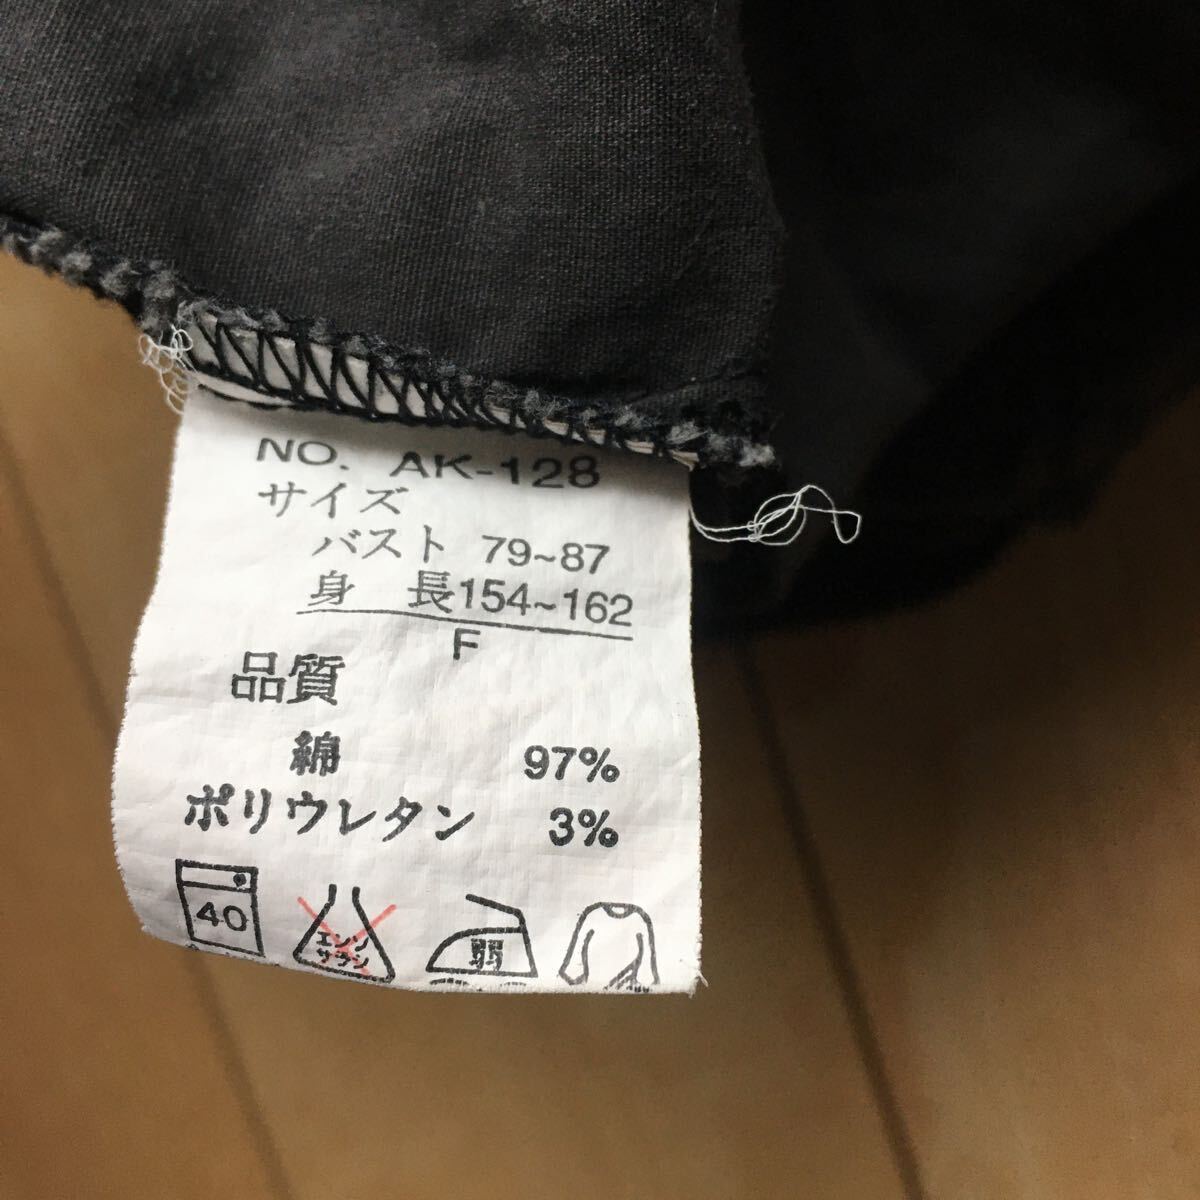 NO. AK-128
サイズ
バスト 79~87
身 長154~162
F
品質
綿 97%
ポリウレタン 3%
40
エンソ
サラシ
弱